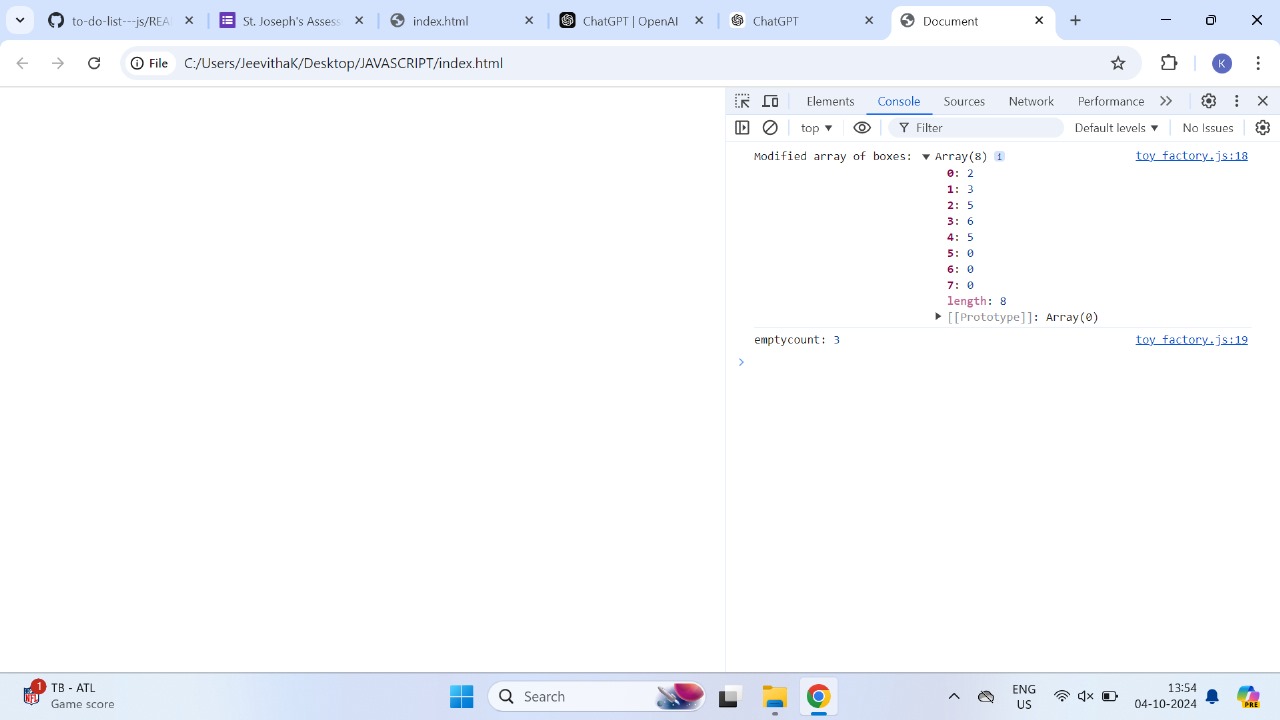 to-do-list---js/REA
St. Joseph's Assess
index.html
ChatGPT | OpenAI
ChatGPT
Document
File
C:/Users/JeevithaK/Desktop/JAVASCRIPT/index.html
K
Elements
Console
Sources
Network
Performance
top
Filter
Default levels
No Issues
Modified array of boxes: Array(8) i
toy factory.js:18
0: 2
1: 3
2: 5
3: 6
4: 5
5: 0
6: 0
7: 0
length: 8
[[Prototype]]: Array(0)
emptycount: 3
toy factory.js:19
1
TB - ATL
Game score
Search
ENG
US
13:54
04-10-2024
PRE